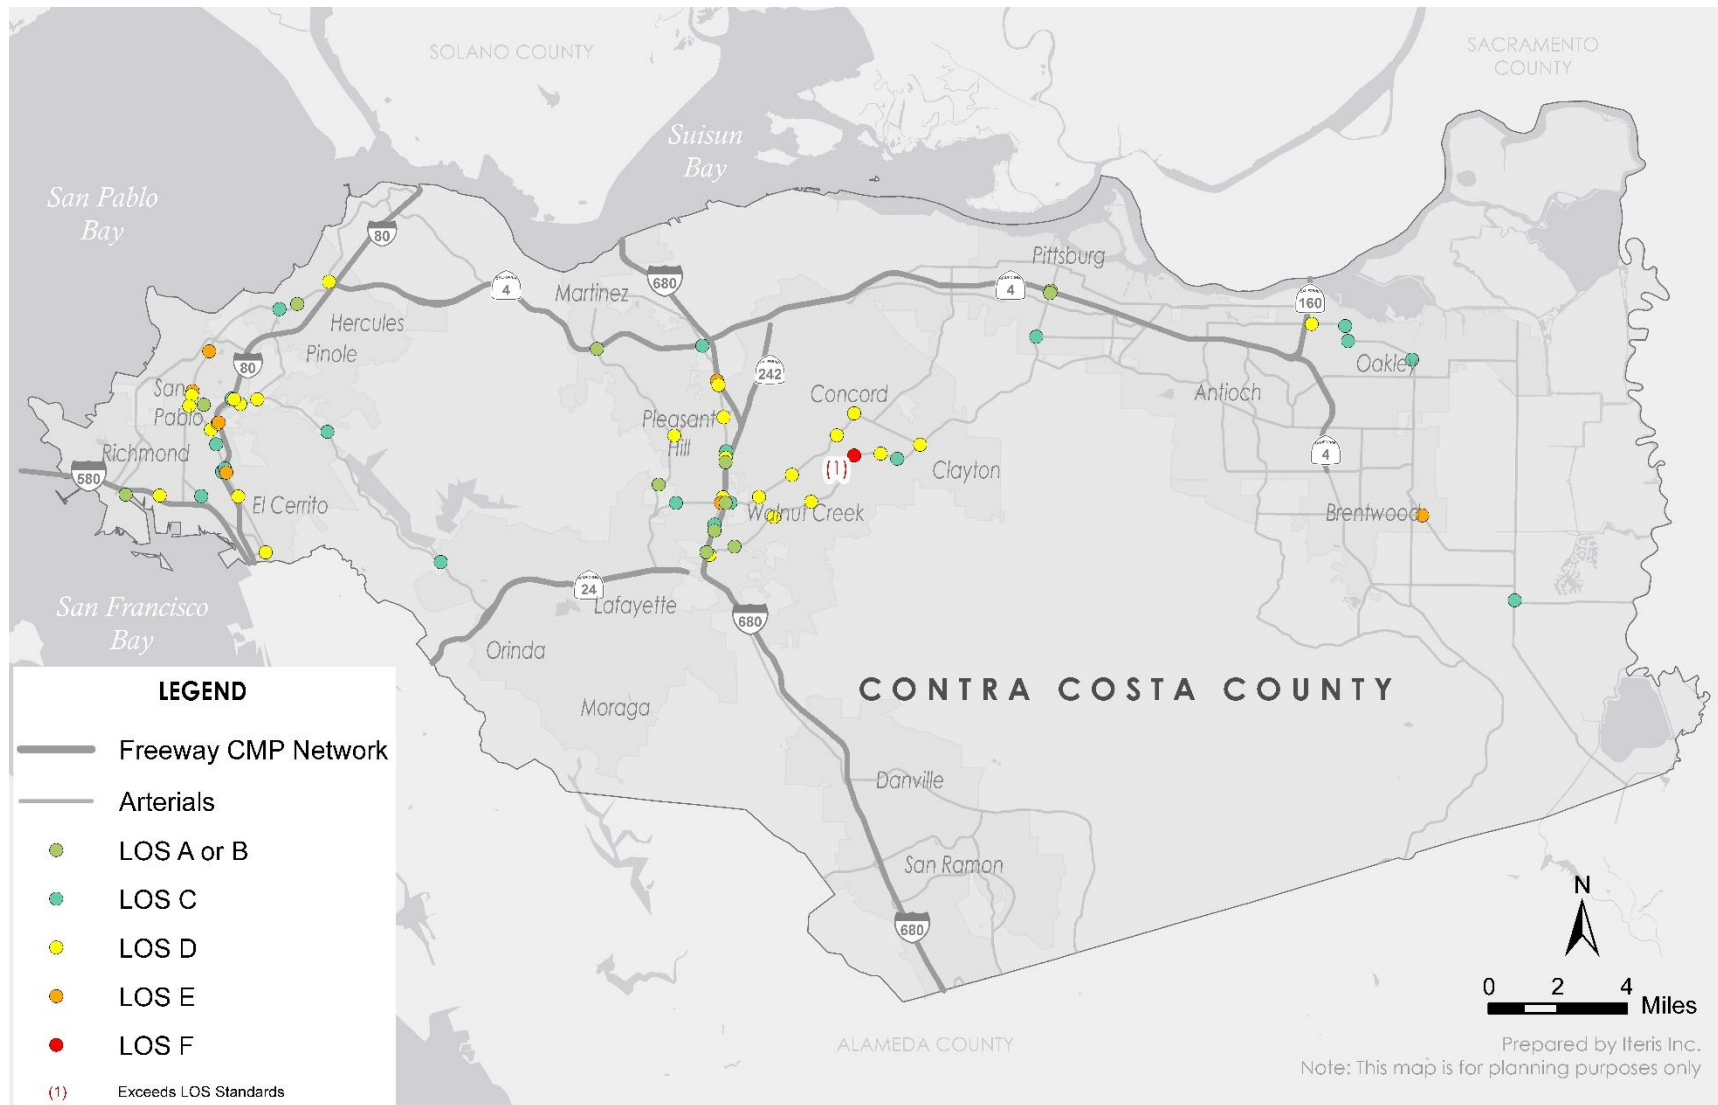 SOLANO COUNTY
SACRAMENTO
COUNTY
Suisun
Bay
San Pablo
Bay
80
680
4
Martinez
4
Pittsburg
160
Hercules
Pinole
80
242
Oakley
San
Pablo
Concord
Antioch
Pleasant
Hill
Richmond
580
(1)
Clayton
4
El Cerrito
Walnut Creek
Brentwood
24
Lafayette
San Francisco
Bay
680
Orinda
Moraga
CONTRA COSTA COUNTY
Danville
San Ramon
680
LEGEND
Freeway CMP Network
Arterials
LOS A or B
LOS C
LOS D
LOS E
LOS F
(1) Exceeds LOS Standards
N
0 2 4
Miles
ALAMEDA COUNTY
Prepared by Iteris Inc.
Note: This map is for planning purposes only